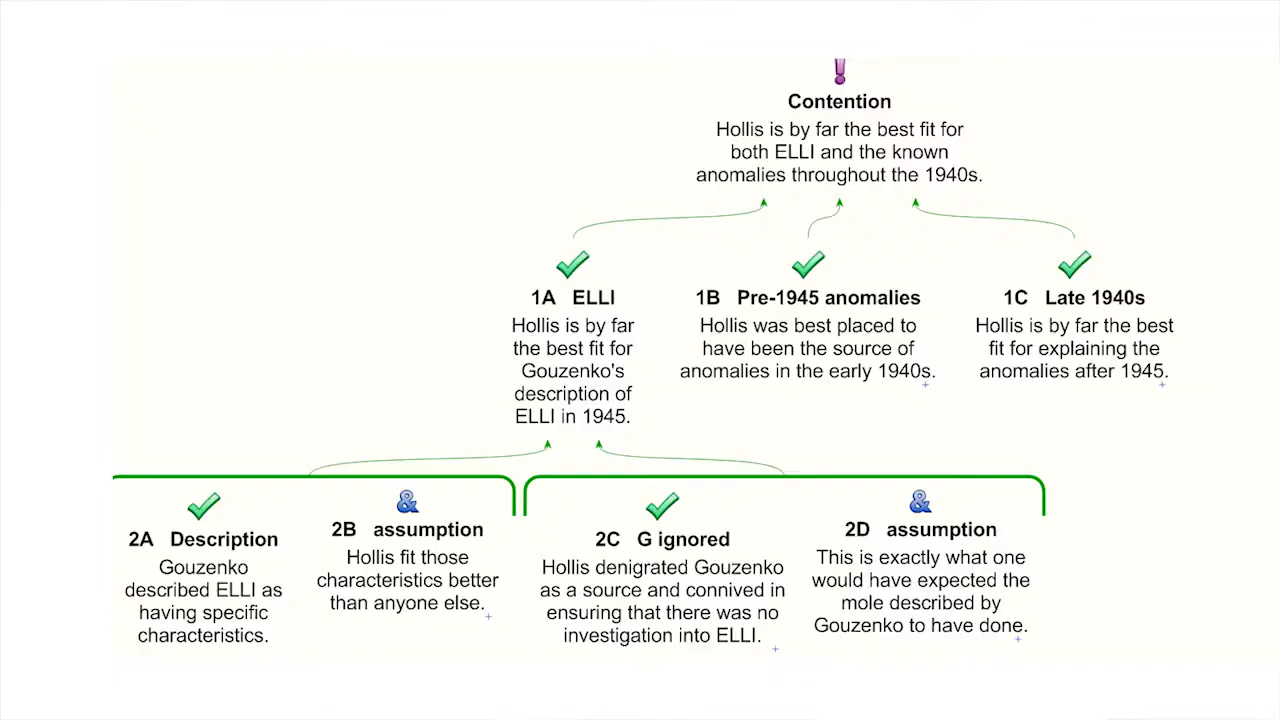 Contention
Hollis is by far the best fit for
both ELLI and the known
anomalies throughout the 1940s.
1A ELLI
Hollis is by far
the best fit for
Gouzenko's
description of
ELLI in 1945.
1B Pre-1945 anomalies
Hollis was best placed to
have been the source of
anomalies in the early 1940s.
1C Late 1940s
Hollis is by far the best
fit for explaining the
anomalies after 1945.
2A Description
Gouzenko
described ELLI as
having specific
characteristics.
&
2B assumption
Hollis fit those
characteristics better
than anyone else.
2C G ignored
Hollis denigrated Gouzenko
as a source and connived in
ensuring that there was no
investigation into ELLI.
&
2D assumption
This is exactly what one
would have expected the
mole described by
Gouzenko to have done.